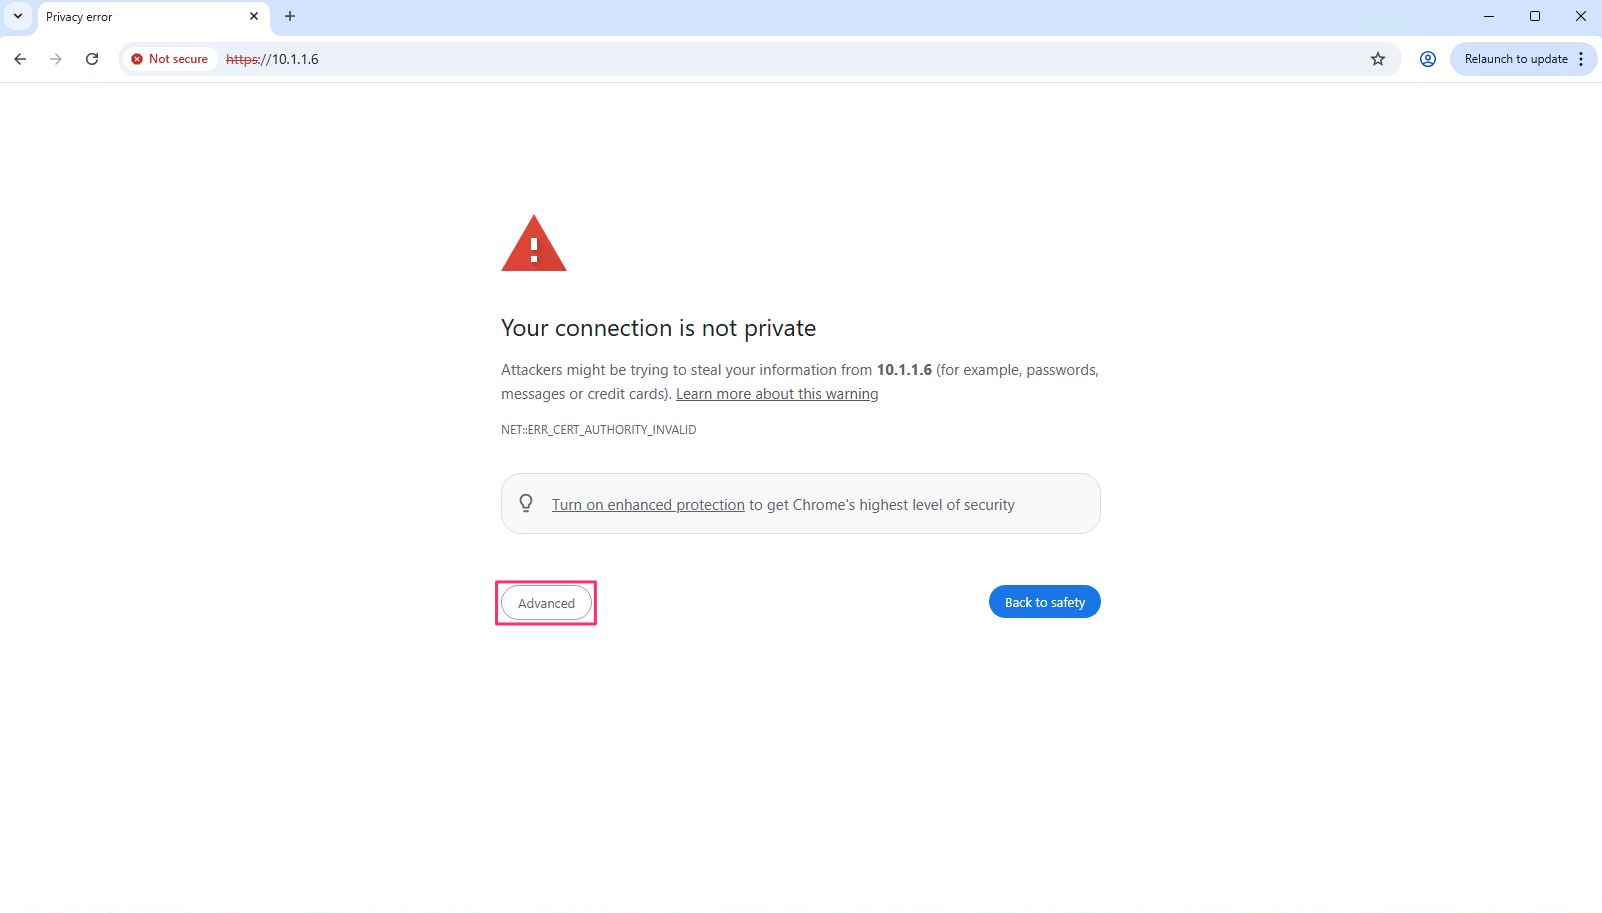 Privacy error
Not secure
https://10.1.1.6
Relaunch to update
Your connection is not private
Attackers might be trying to steal your information from 10.1.1.6 (for example, passwords,
messages or credit cards). Learn more about this warning
NET::ERR_CERT_AUTHORITY_INVALID
Turn on enhanced protection to get Chrome's highest level of security
Advanced
Back to safety